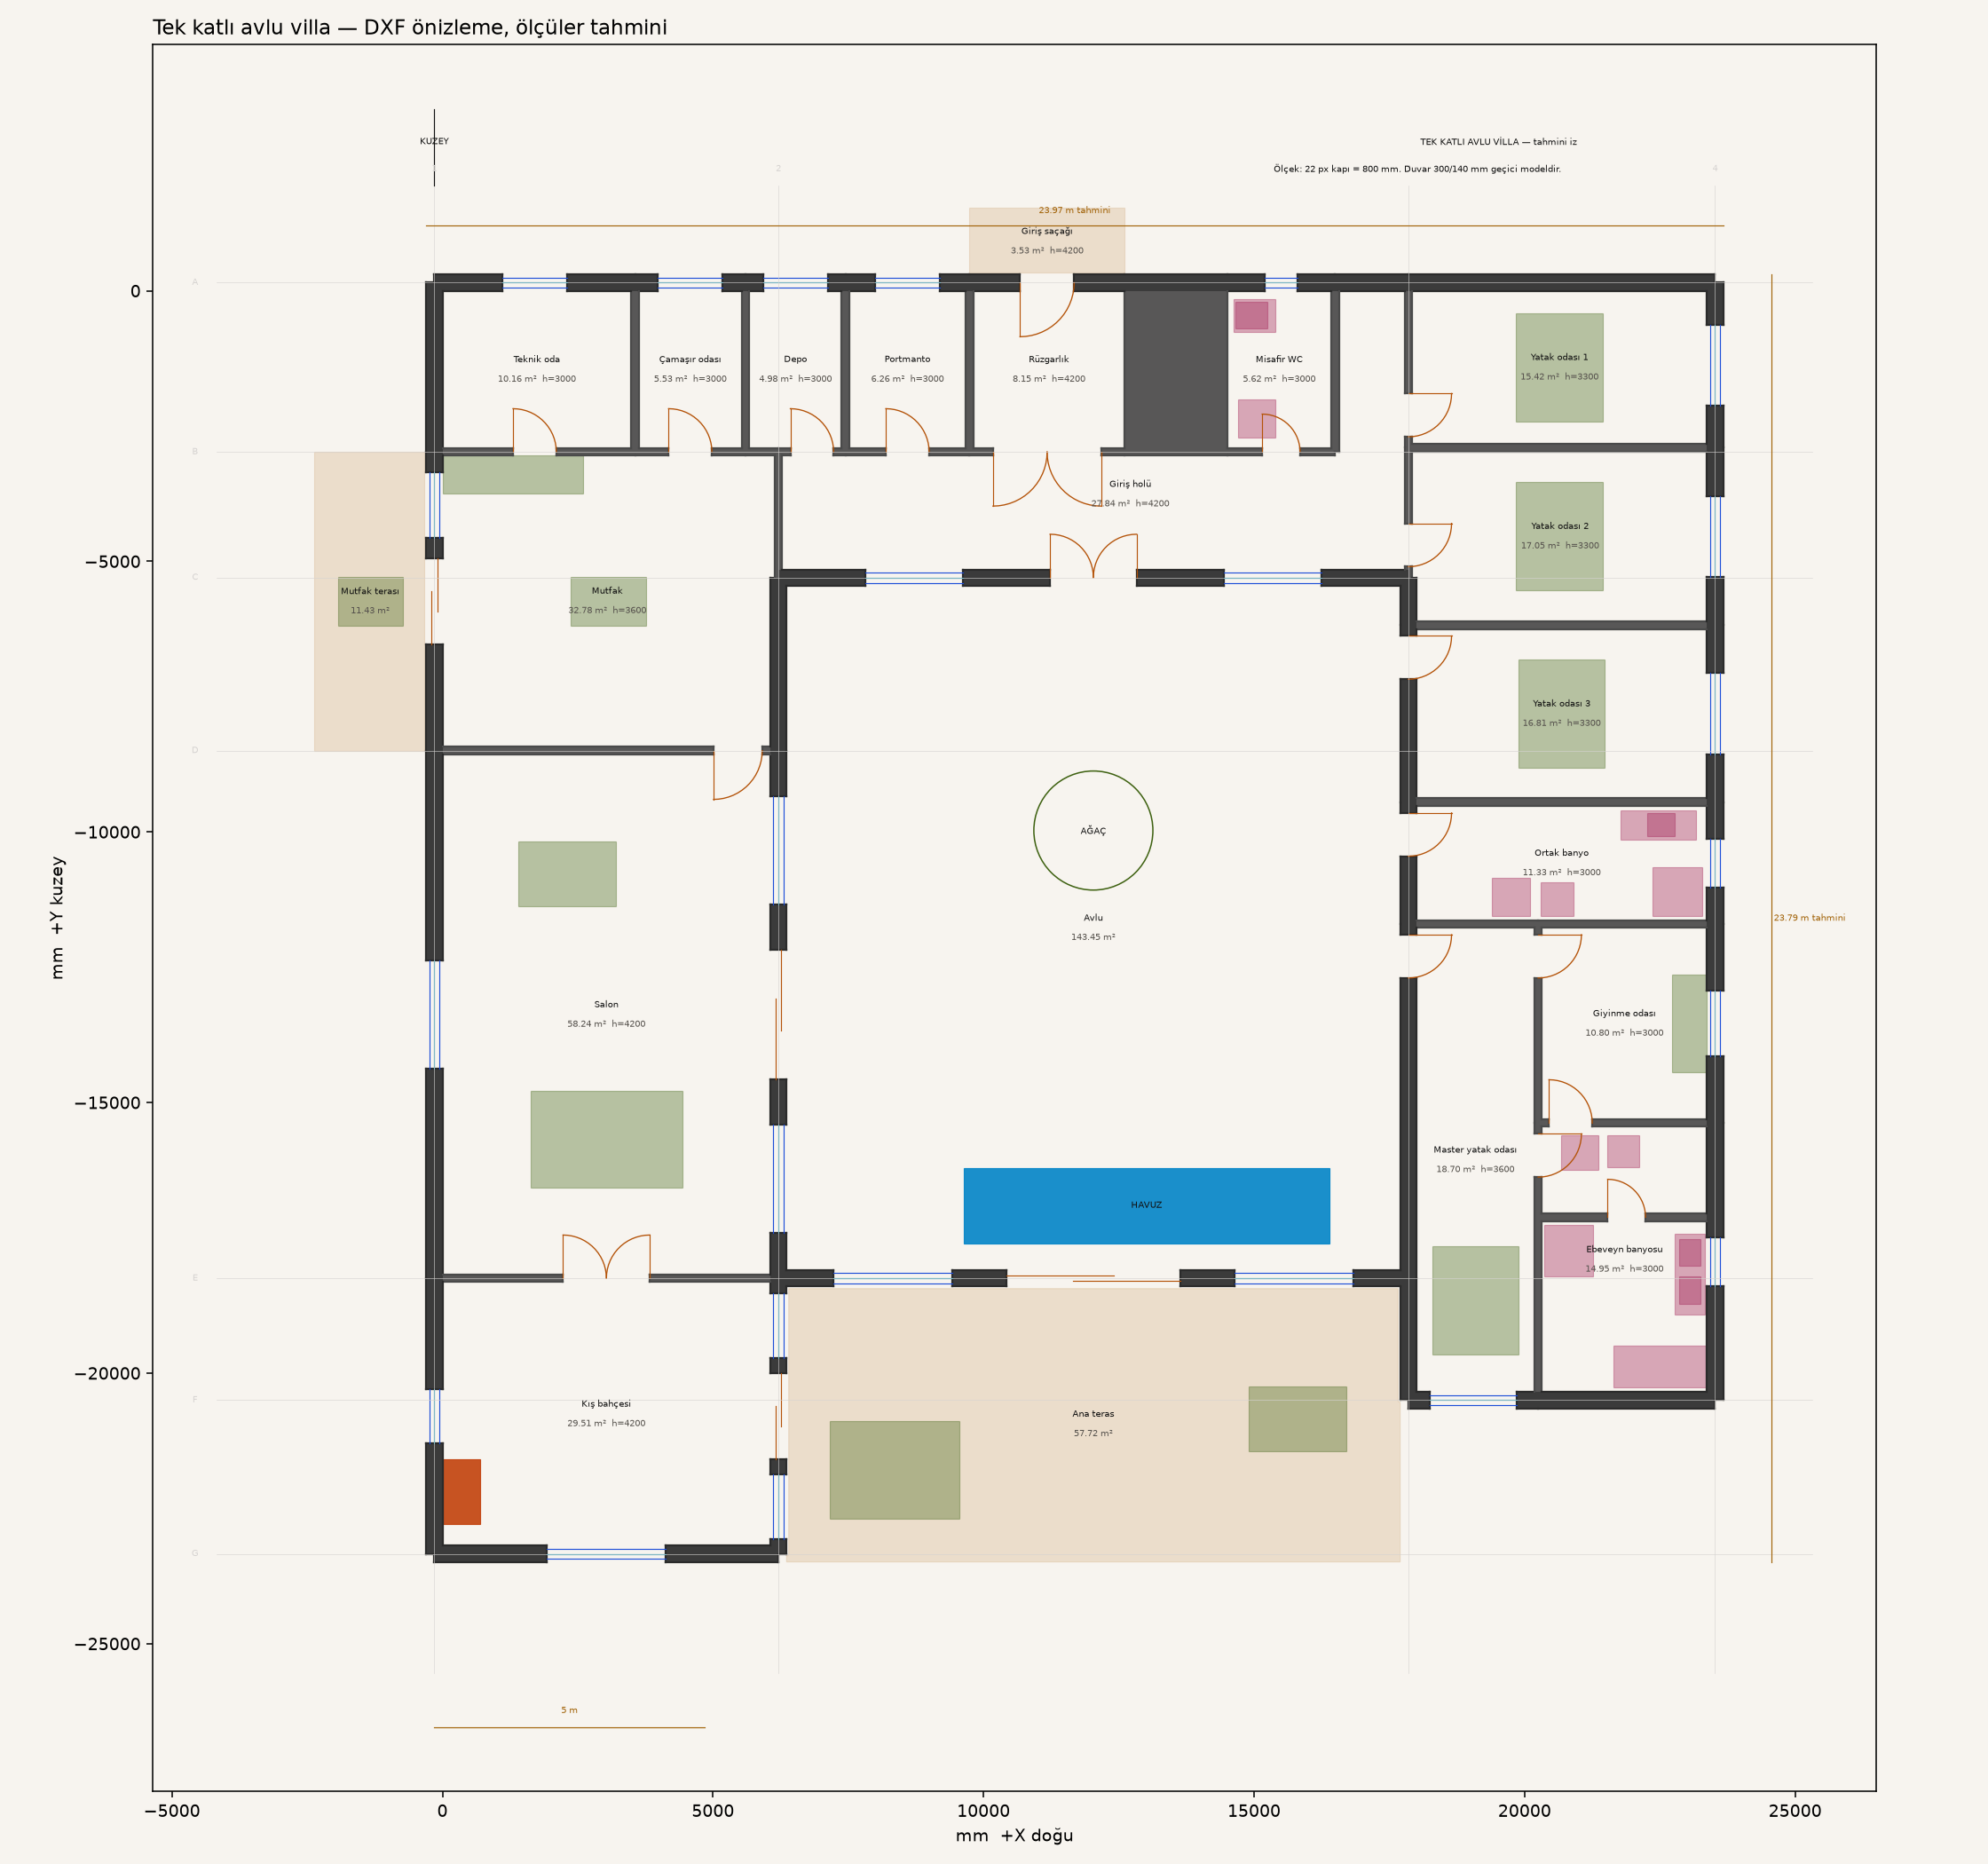 Tek katlı avlu villa — DXF önizleme, ölçüler tahmini
KUZEY
TEK KATLI AVLU VİLLA — tahmini iz
2
4
Ölçek: 22 px kapı = 800 mm. Duvar 300/140 mm geçici modeldir.
23.97 m tahmini
Giriş saçağı
3.53 m² h=4200
A
0
Teknik oda
10.16 m² h=3000
Çamaşır odası
5.53 m² h=3000
Depo
4.98 m² h=3000
Portmanto
6.26 m² h=3000
Rüzgarlık
8.15 m² h=4200
Misafir WC
5.62 m² h=3000
Yatak odası 1
15.42 m² h=3300
B
Giriş holü
27.84 m² h=4200
Yatak odası 2
17.05 m² h=3300
−5000
C
Mutfak terası
11.43 m²
Mutfak
32.78 m² h=3600
Yatak odası 3
16.81 m² h=3300
D
−10000
AĞAÇ
Ortak banyo
11.33 m² h=3000
Avlu
143.45 m²
23.79 m tahmini
mm +Y kuzey
Salon
58.24 m² h=4200
Giyinme odası
10.80 m² h=3000
−15000
Master yatak odası
18.70 m² h=3600
HAVUZ
Ebeveyn banyosu
14.95 m² h=3000
E
−20000
F
Kış bahçesi
29.51 m² h=4200
Ana teras
57.72 m²
G
−25000
5 m
−5000
0
5000
10000
15000
20000
25000
mm +X doğu